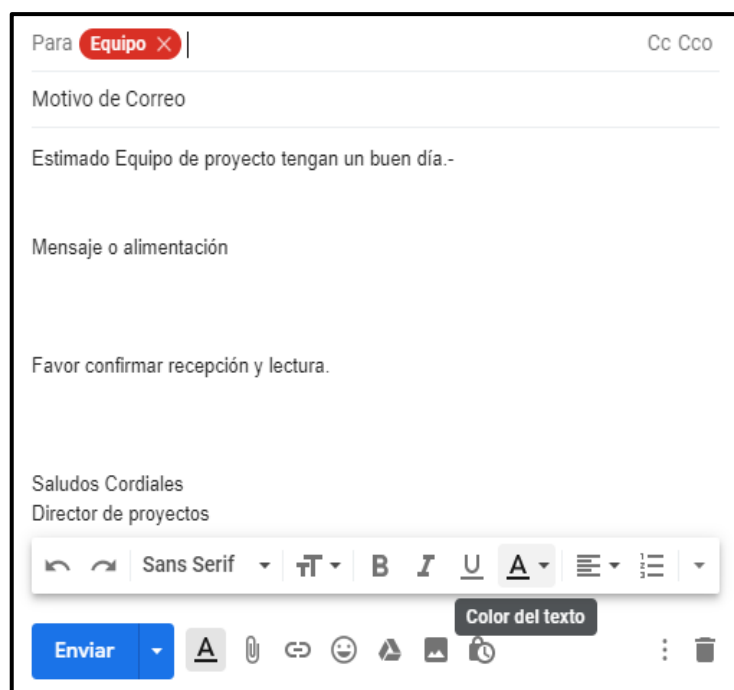 Para Equipo Cc Cco
Motivo de Correo
Estimado Equipo de proyecto tengan un buen día.-
Mensaje o alimentación
Favor confirmar recepción y lectura.
Saludos Cordiales
Director de proyectos
Sans Serif B I U A
Color del texto
Enviar A